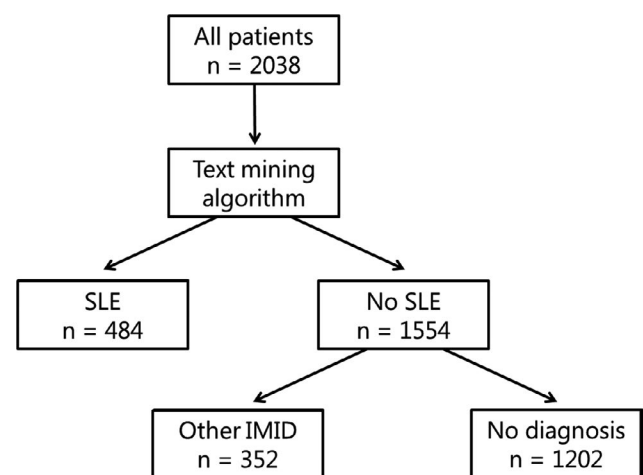 All patients
n = 2038
Text mining
algorithm
SLE
n = 484
No SLE
n = 1554
Other IMID
n = 352
No diagnosis
n = 1202